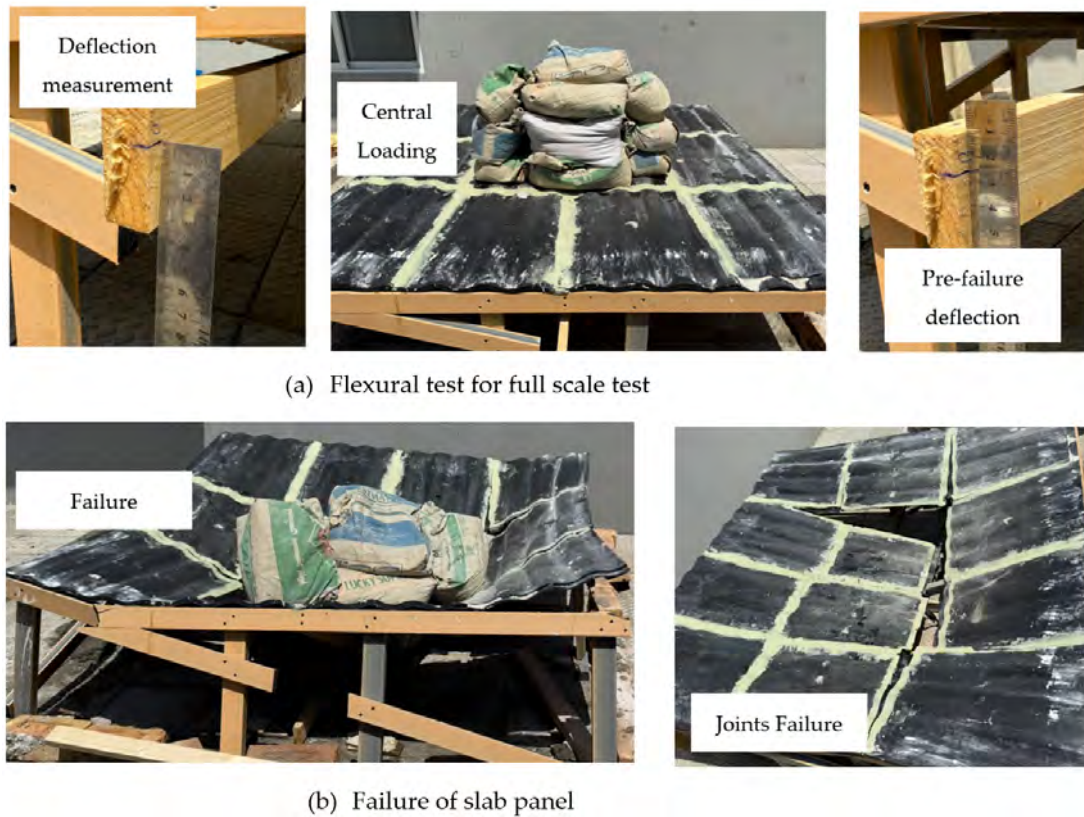 Deflection
measurement
Central
Loading
Pre-failure
deflection
(a) Flexural test for full scale test
Failure
Joints Failure
(b) Failure of slab panel